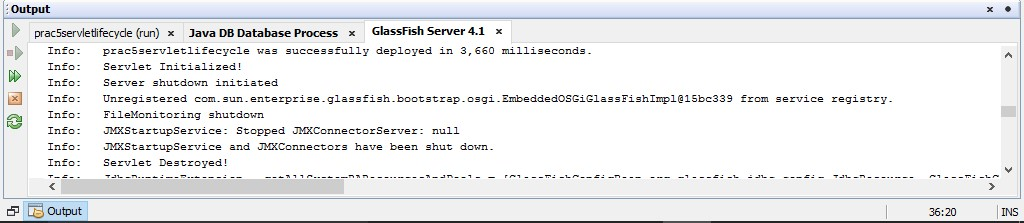 Output
prac5servletlifecycle (run) Java DB Database Process GlassFish Server 4.1
Info: prac5servletlifecycle was successfully deployed in 3,660 milliseconds.
Info: Servlet Initialized!
Info: Server shutdown initiated
Info: Unregistered com.sun.enterprise.glassfish.bootstrap.osgi.EmbeddedOSGiGlassFishImpl@15bc339 from service registry.
Info: FileMonitoring shutdown
Info: JMXStartupService: Stopped JMXConnectorServer: null
Info: JMXStartupService and JMXConnectors have been shut down.
Info: Servlet Destroyed!
Output
36:20 INS